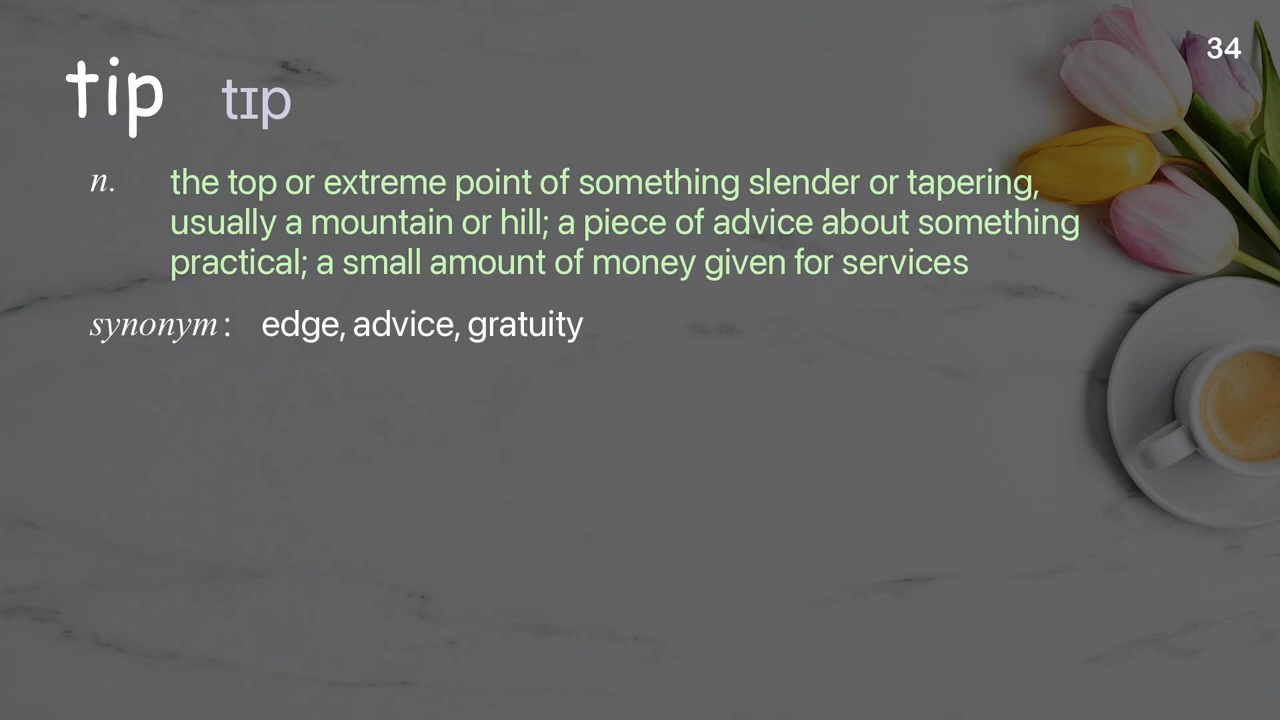 34
tip tɪp
n. the top or extreme point of something slender or tapering,
usually a mountain or hill; a piece of advice about something
practical; a small amount of money given for services
synonym: edge, advice, gratuity